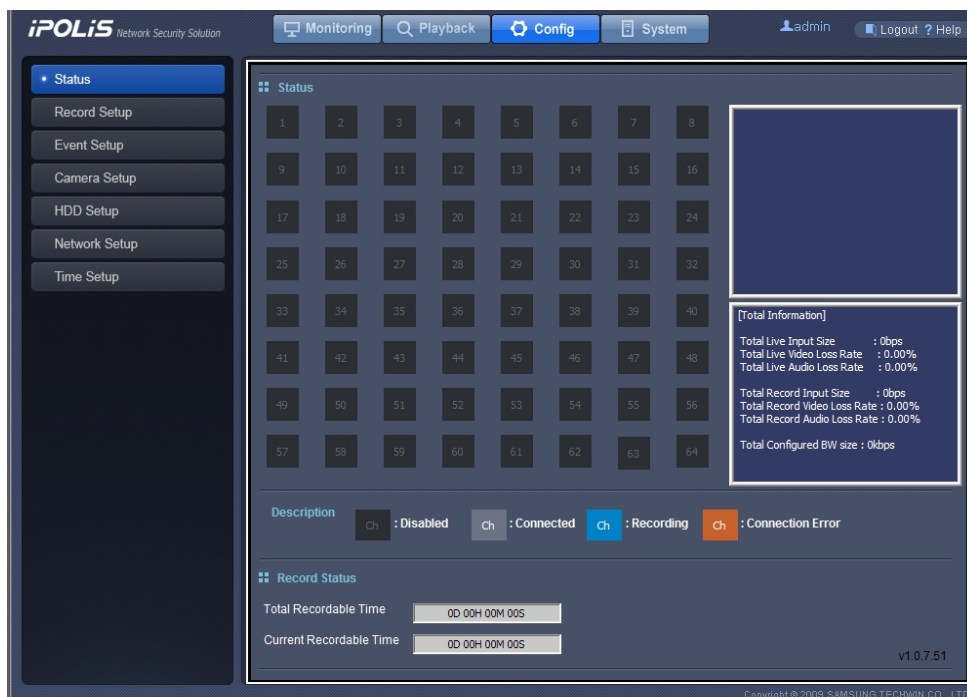 iPOLiS Network Security Solution
Monitoring
Playback
Config
System
admin
Logout
? Help
Status
Record Setup
Event Setup
Camera Setup
HDD Setup
Network Setup
Time Setup
Status
1 2 3 4 5 6 7 8
9 10 11 12 13 14 15 16
17 18 19 20 21 22 23 24
25 26 27 28 29 30 31 32
33 34 35 36 37 38 39 40
41 42 43 44 45 46 47 48
49 50 51 52 53 54 55 56
57 58 59 60 61 62 63 64
[Total Information]
Total Live Input Size : 0bps
Total Live Video Loss Rate : 0.00%
Total Live Audio Loss Rate : 0.00%
Total Record Input Size : 0bps
Total Record Video Loss Rate : 0.00%
Total Record Audio Loss Rate : 0.00%
Total Configured BW size : 0kbps
Description
Ch : Disabled
Ch : Connected
Ch : Recording
Ch : Connection Error
Record Status
Total Recordable Time 0D 00H 00M 00S
Current Recordable Time 0D 00H 00M 00S
v1.0.7.51
Copyright © 2009 SAMSUNG TECHWIN CO., LT